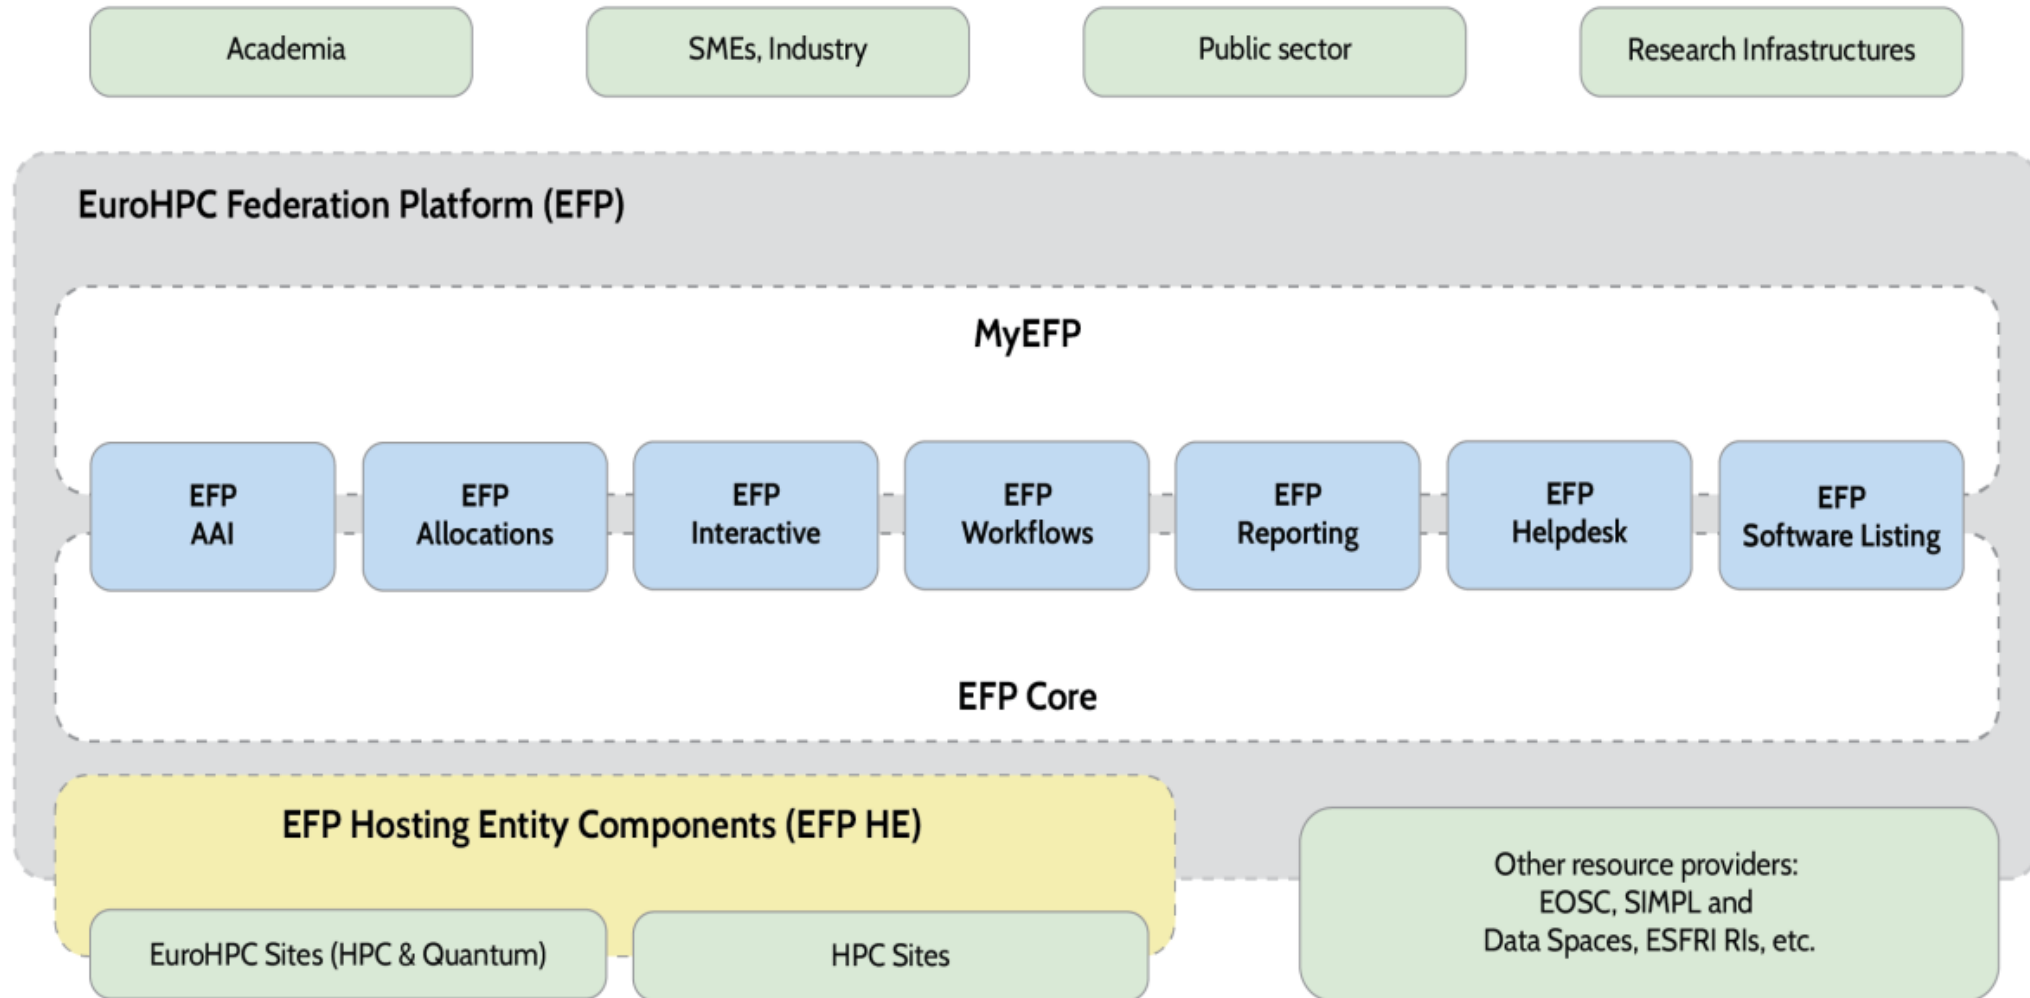 Academia
SMEs, Industry
Public sector
Research Infrastructures
EuroHPC Federation Platform (EFP)
MyEFP
EFP
AAI
EFP
Allocations
EFP
Interactive
EFP
Workflows
EFP
Reporting
EFP
Helpdesk
EFP
Software Listing
EFP Core
EFP Hosting Entity Components (EFP HE)
EuroHPC Sites (HPC & Quantum)
HPC Sites
Other resource providers:
EOSC, SIMPL and
Data Spaces, ESFRI RIs, etc.